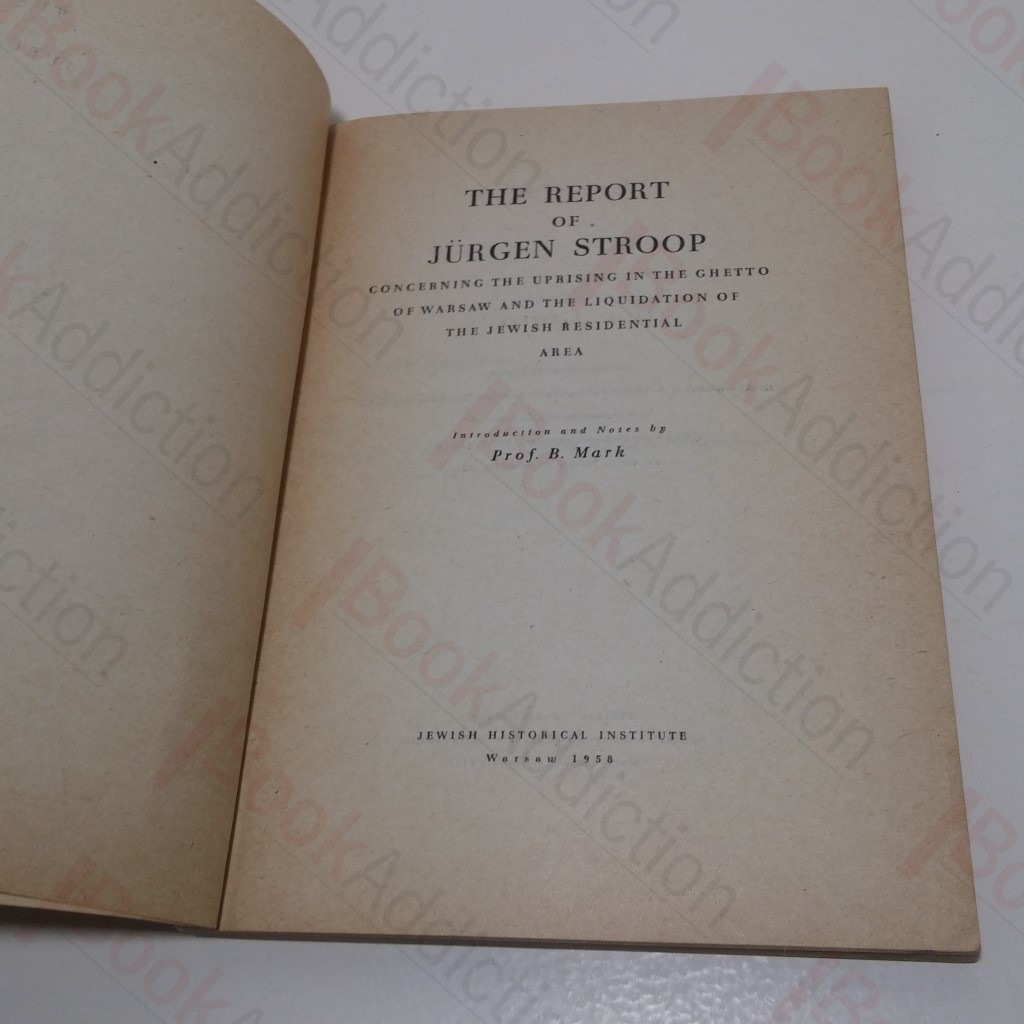 THE REPORT
OF
JÜRGEN STROOP
CONCERNING THE UPRISING IN THE GHETTO
OF WARSAW AND THE LIQUIDATION OF
THE JEWISH RESIDENTIAL
AREA
Introduction and Notes by
Prof. B. Mark
JEWISH HISTORICAL INSTITUTE
Warsaw 1958
BookAddiction